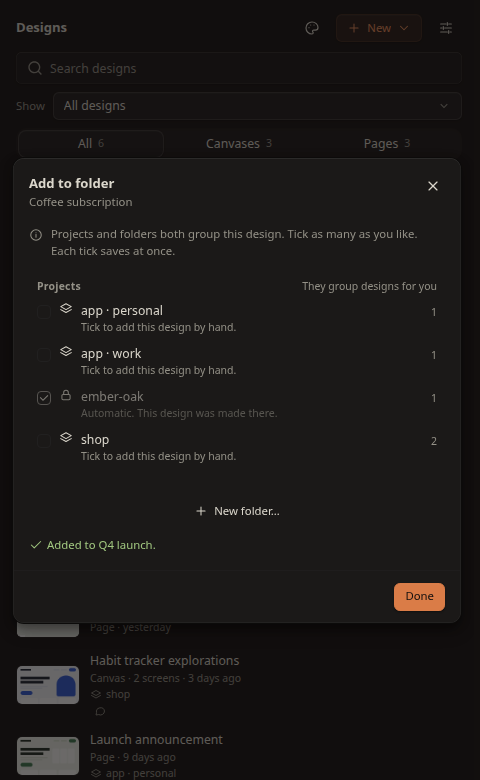 Designs
New
Search designs
Show
All designs
All 6
Canvases 3
Pages 3
Add to folder
Coffee subscription
Projects and folders both group this design. Tick as many as you like.
Each tick saves at once.
Projects
They group designs for you
app · personal
1
Tick to add this design by hand.
app · work
1
Tick to add this design by hand.
ember-oak
1
Automatic. This design was made there.
shop
2
Tick to add this design by hand.
New folder...
Added to Q4 launch.
Done
Page · yesterday
Habit tracker explorations
Canvas · 2 screens · 3 days ago
shop
Launch announcement
Page · 9 days ago
app · personal